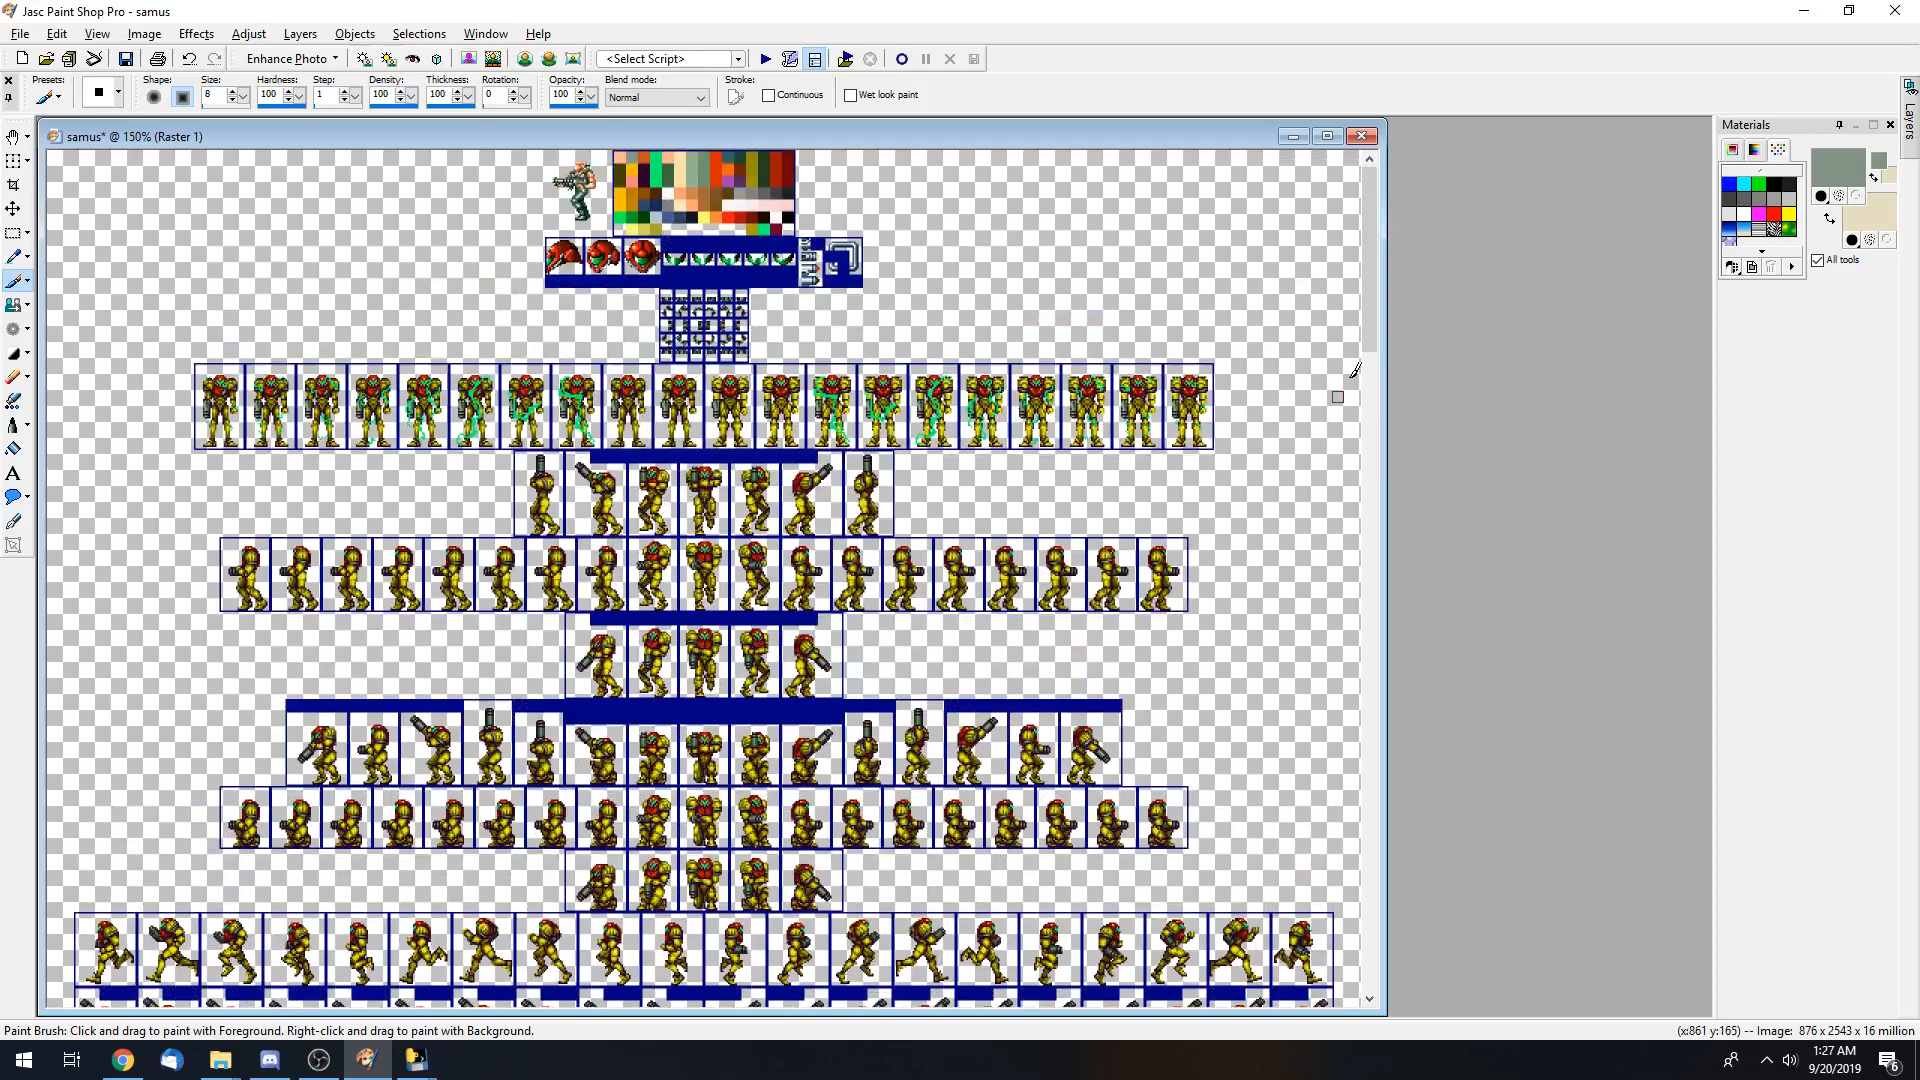 Jasc Paint Shop Pro - samus
File Edit View Image Effects Adjust Layers Objects Selections Window Help
Enhance Photo <Select Script>
Presets: Shape: Size: Hardness: Step: Density: Thickness: Rotation: Opacity: Blend mode: Stroke:
8 100 1 100 100 0 100 Normal Continuous Wet look paint
Layers
Materials
samus* @ 150% (Raster 1)
All tools
Paint Brush: Click and drag to paint with Foreground. Right-click and drag to paint with Background.
(x:861 y:165) -- Image: 876 x 2543 x 16 million
1:27 AM
9/20/2019
6